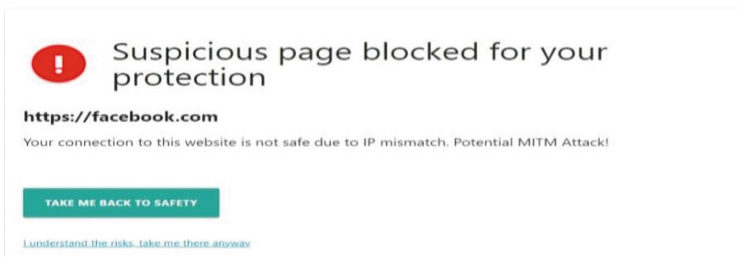 Suspicious page blocked for your
protection
https://facebook.com
Your connection to this website is not safe due to IP mismatch. Potential MITM Attack!
TAKE ME BACK TO SAFETY
I understand the risks, take me there anyway